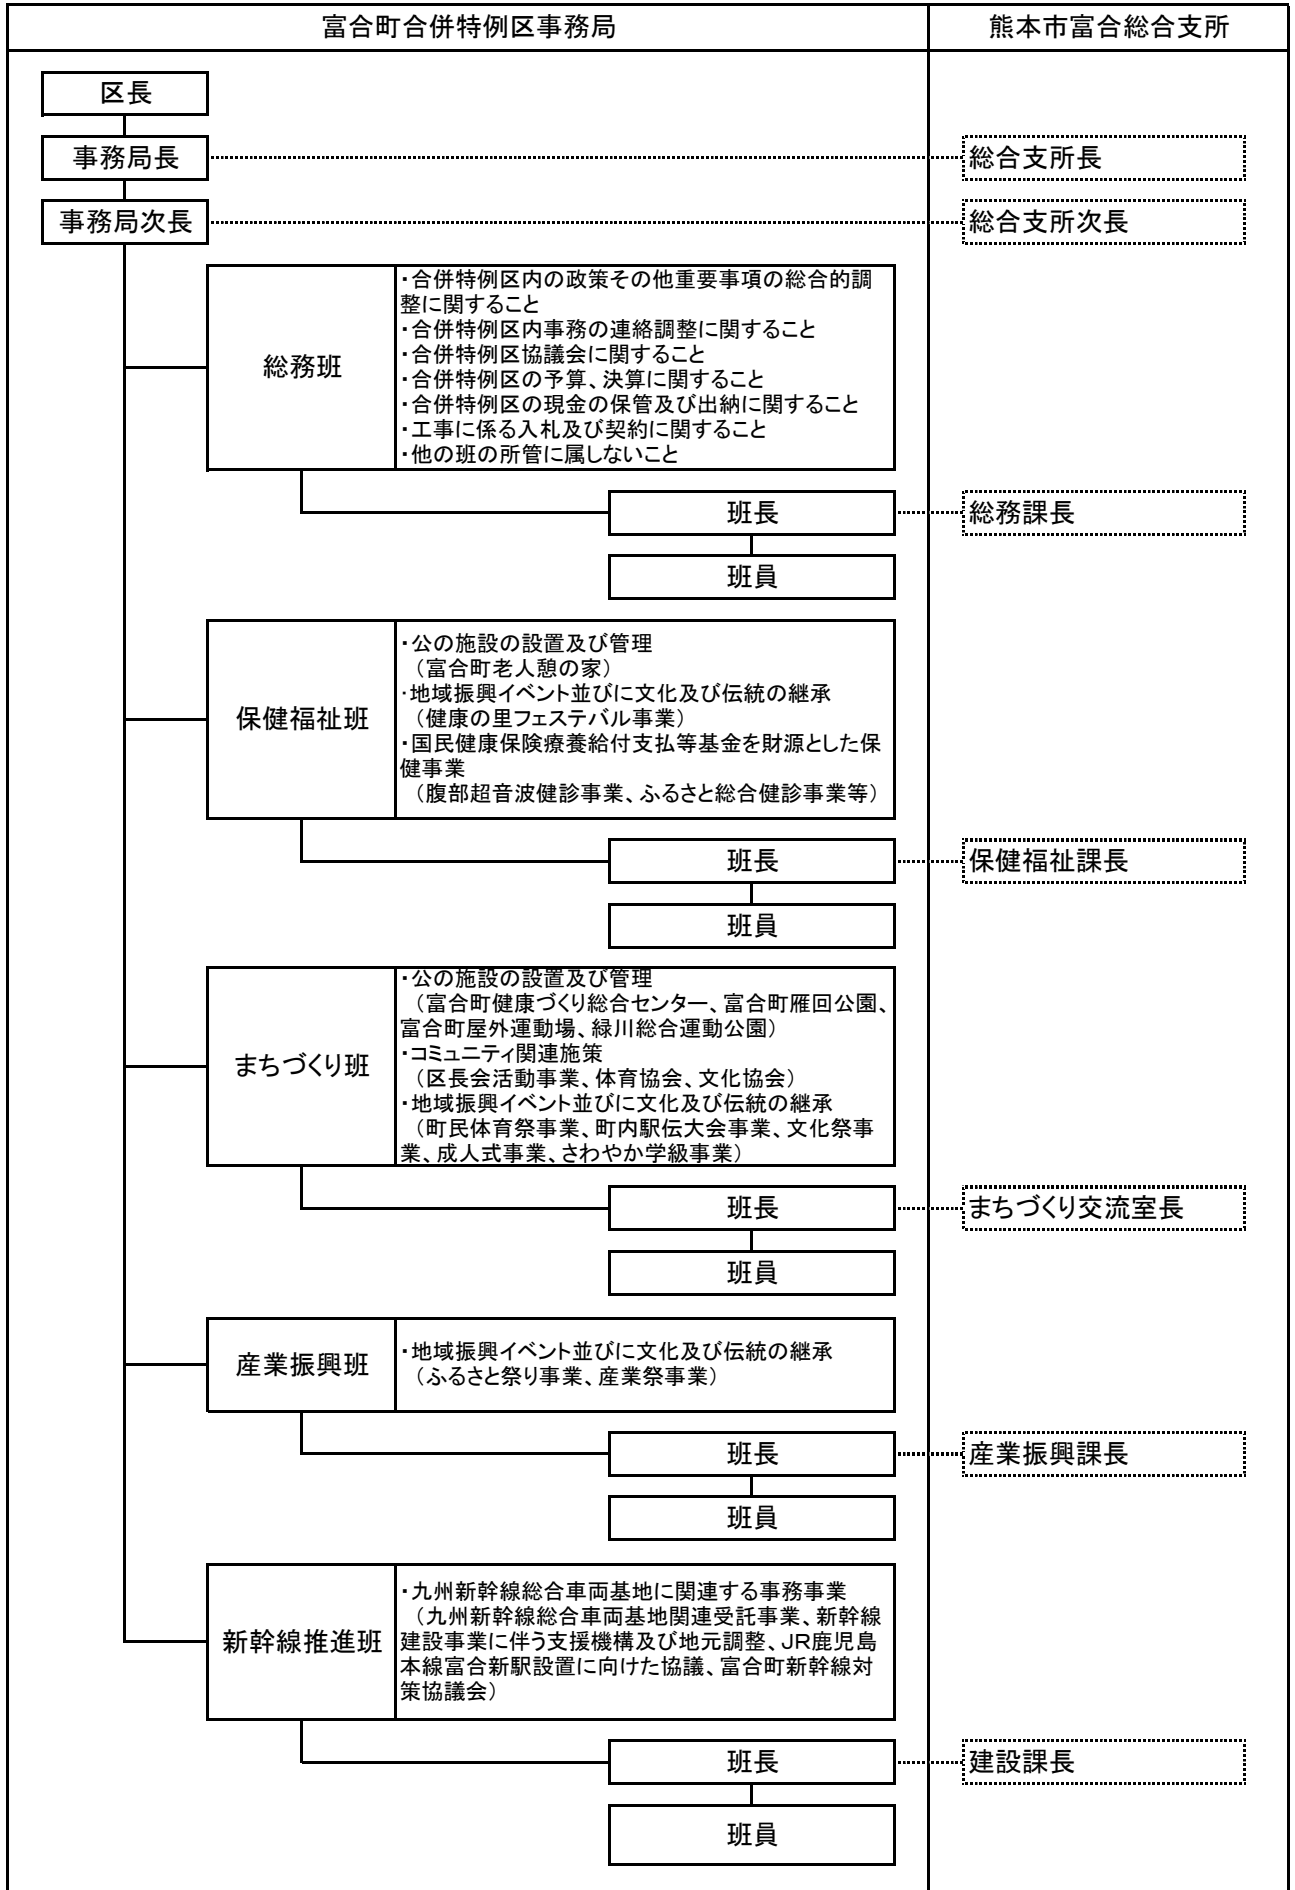 富合町合併特例区事務局
熊本市富合総合支所
区長
事務局長
総合支所長
事務局次長
総合支所次長
総務班
・合併特例区内の政策その他重要事項の総合的調
整に関すること
・合併特例区内事務の連絡調整に関すること
・合併特例区協議会に関すること
・合併特例区の予算、決算に関すること
・合併特例区の現金の保管及び出納に関すること
・工事に係る入札及び契約に関すること
・他の班の所管に属しないこと
班長
総務課長
班員
保健福祉班
・公の施設の設置及び管理
（富合町老人憩の家）
・地域振興イベント並びに文化及び伝統の継承
（健康の里フェステバル事業）
・国民健康保険療養給付支払等基金を財源とした保
健事業
（腹部超音波健診事業、ふるさと総合健診事業等）
班長
保健福祉課長
班員
まちづくり班
・公の施設の設置及び管理
（富合町健康づくり総合センター、富合町雁回公園、
富合町屋外運動場、緑川総合運動公園）
・コミュニティ関連施策
（区長会活動事業、体育協会、文化協会）
・地域振興イベント並びに文化及び伝統の継承
（町民体育祭事業、町内駅伝大会事業、文化祭事
業、成人式事業、さわやか学級事業）
班長
まちづくり交流室長
班員
産業振興班
・地域振興イベント並びに文化及び伝統の継承
（ふるさと祭り事業、産業祭事業）
班長
産業振興課長
班員
新幹線推進班
・九州新幹線総合車両基地に関連する事務事業
（九州新幹線総合車両基地関連受託事業、新幹線
建設事業に伴う支援機構及び地元調整、JR鹿児島
本線富合新駅設置に向けた協議、富合町新幹線対
策協議会）
班長
建設課長
班員